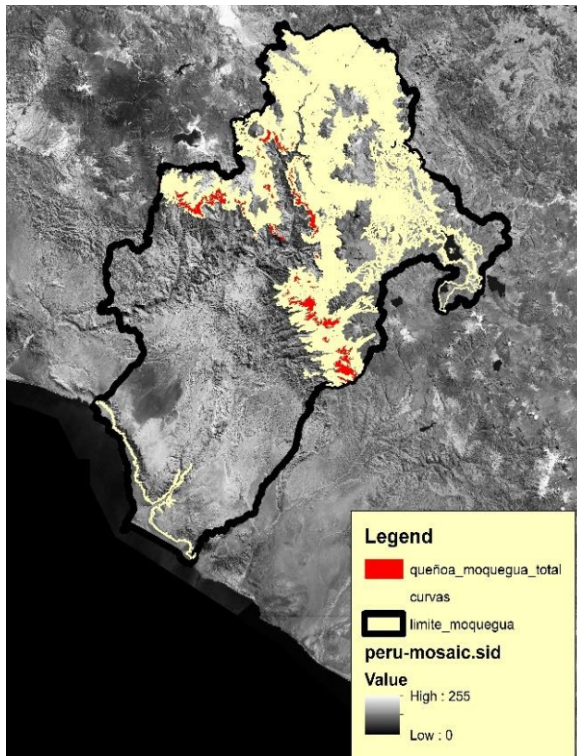 Legend
queñoa_moquegua_total
curvas
limite_moquegua
peru-mosaic.sid
Value
High : 255
Low : 0